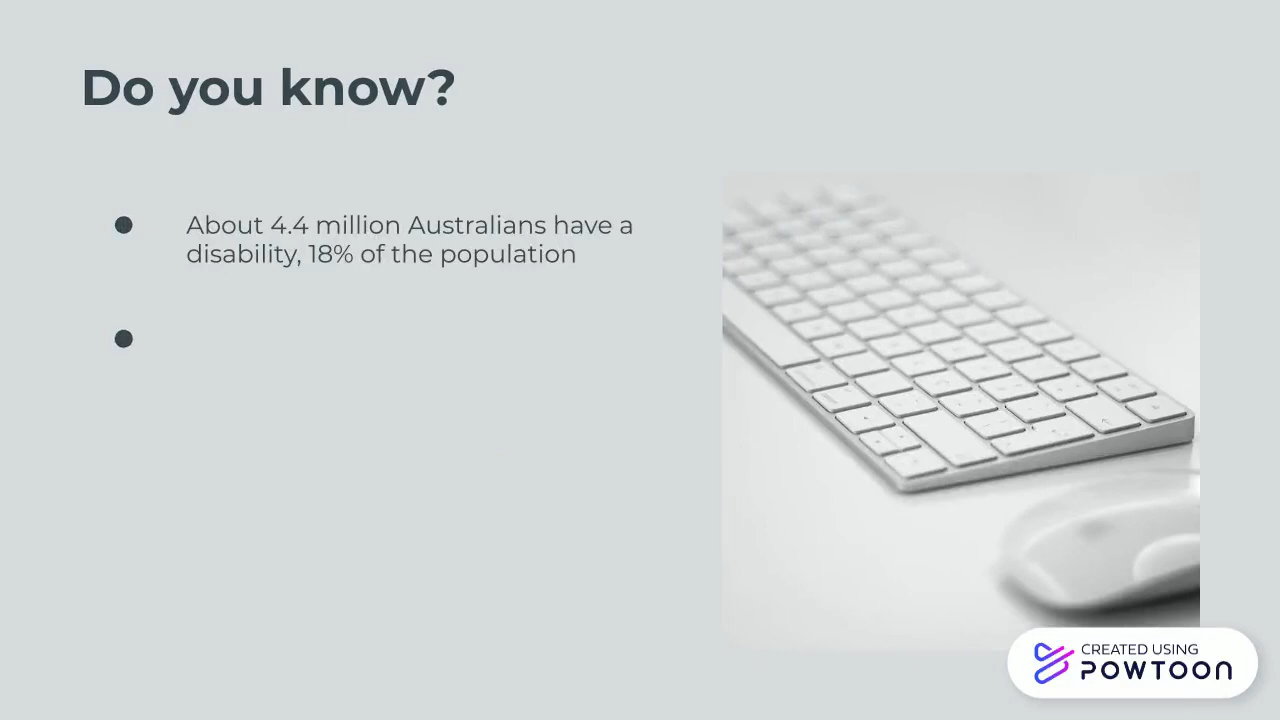 Do you know?
About 4.4 million Australians have a
disability, 18% of the population
CREATED USING
POWTOON